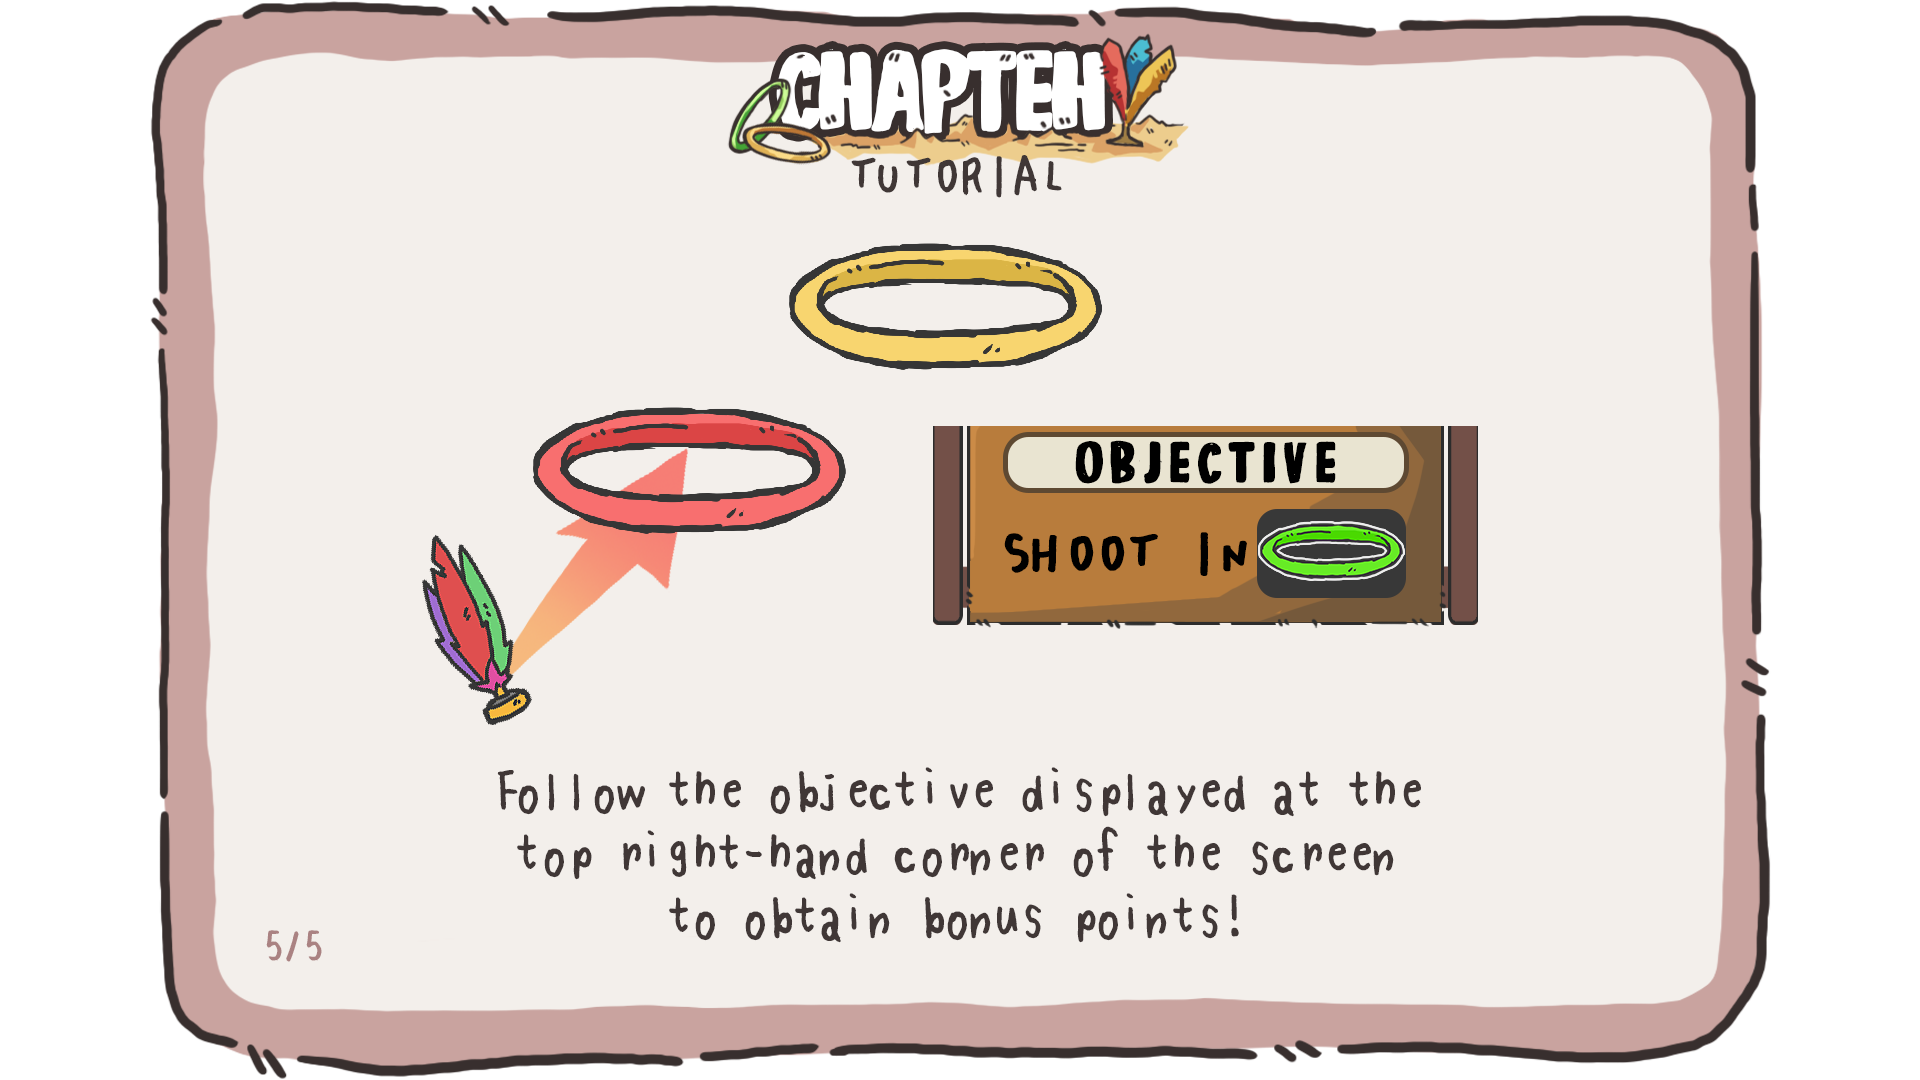 CHAPTEH
TUTORIAL
OBJECTIVE
SHOOT IN
Follow the objective displayed at the
top right-hand corner of the screen
to obtain bonus points!
5/5